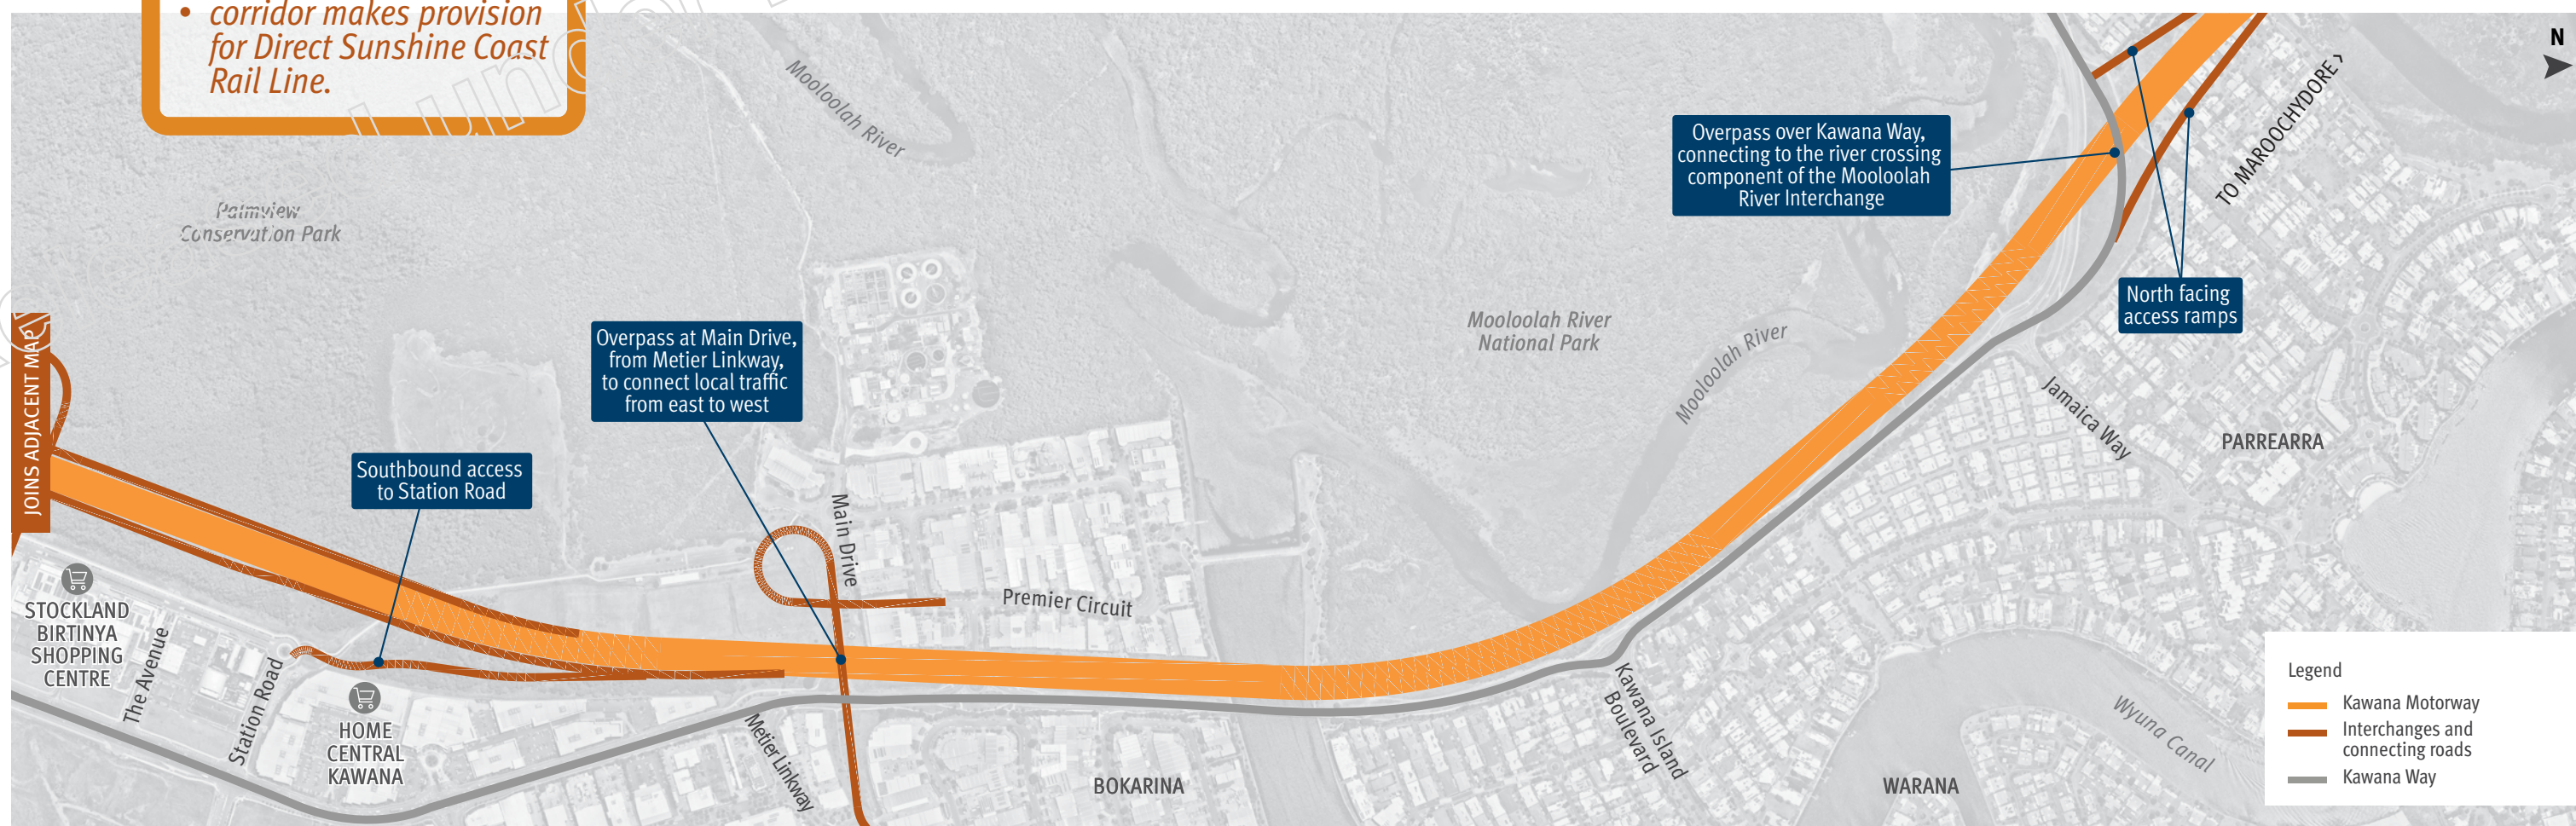 • corridor makes provision
for Direct Sunshine Coast
Rail Line.
N
Mooloolah River
Palmview
Conservation Park
Overpass over Kawana Way,
connecting to the river crossing
component of the Mooloolah
River Interchange
TO MAROOCHYDORE >
North facing
access ramps
Mooloolah River
National Park
Mooloolah River
JOINS ADJACENT MAP
Overpass at Main Drive,
from Metier Linkway,
to connect local traffic
from east to west
Southbound access
to Station Road
Jamaica Way
PARREARRA
Main Drive
Premier Circuit
STOCKLAND
BIRTINYA
SHOPPING
CENTRE
The Avenue
Station Road
HOME
CENTRAL
KAWANA
Metier Linkway
BOKARINA
Kawana Island
Boulevard
WARANA
Wyuna Canal
Legend
Kawana Motorway
Interchanges and
connecting roads
Kawana Way